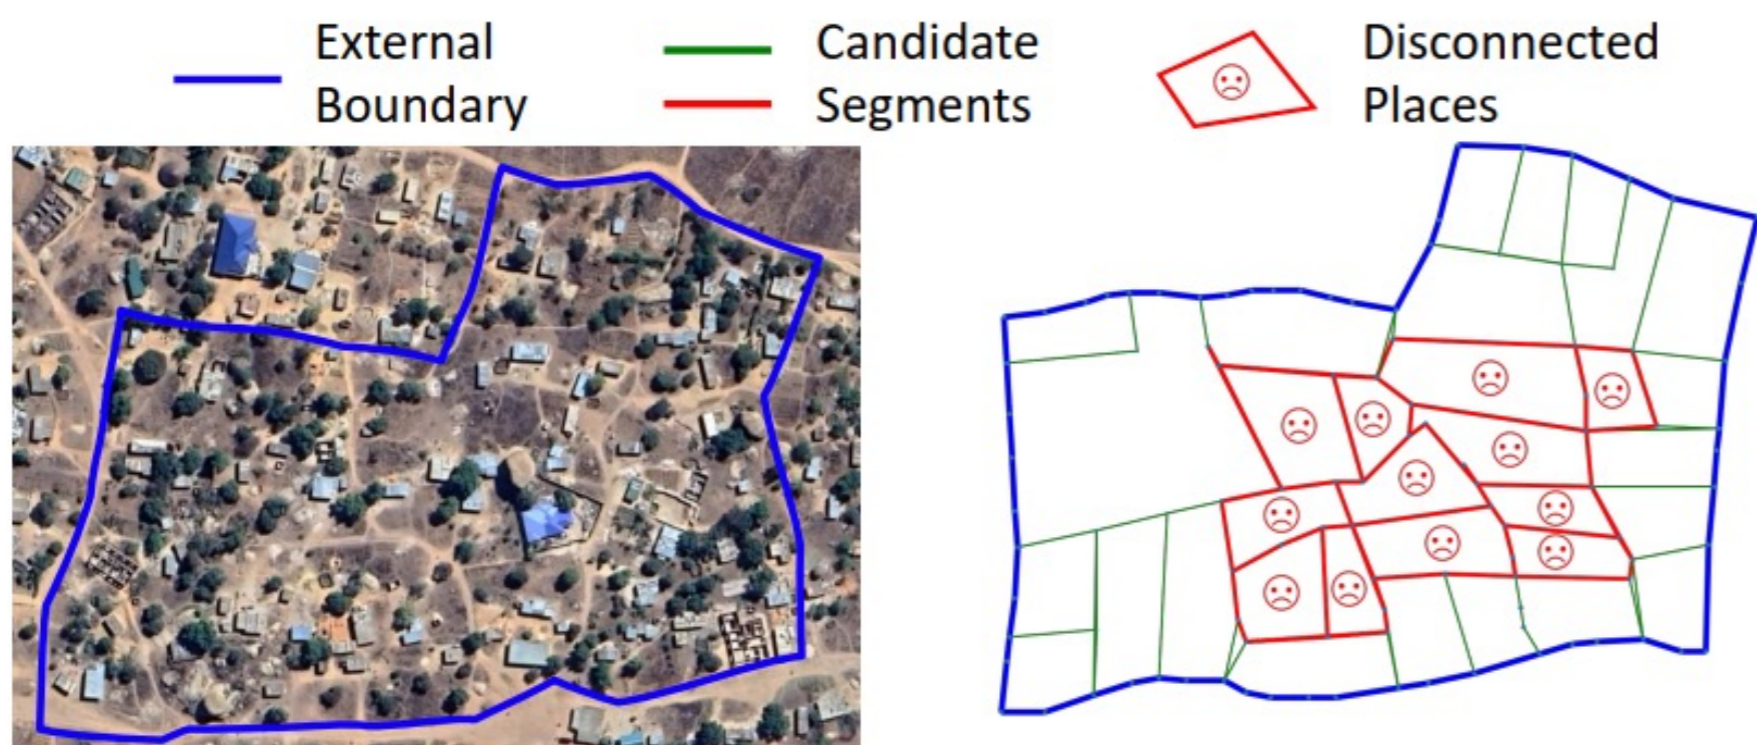 External
Boundary
Candidate
Segments
Disconnected
Places